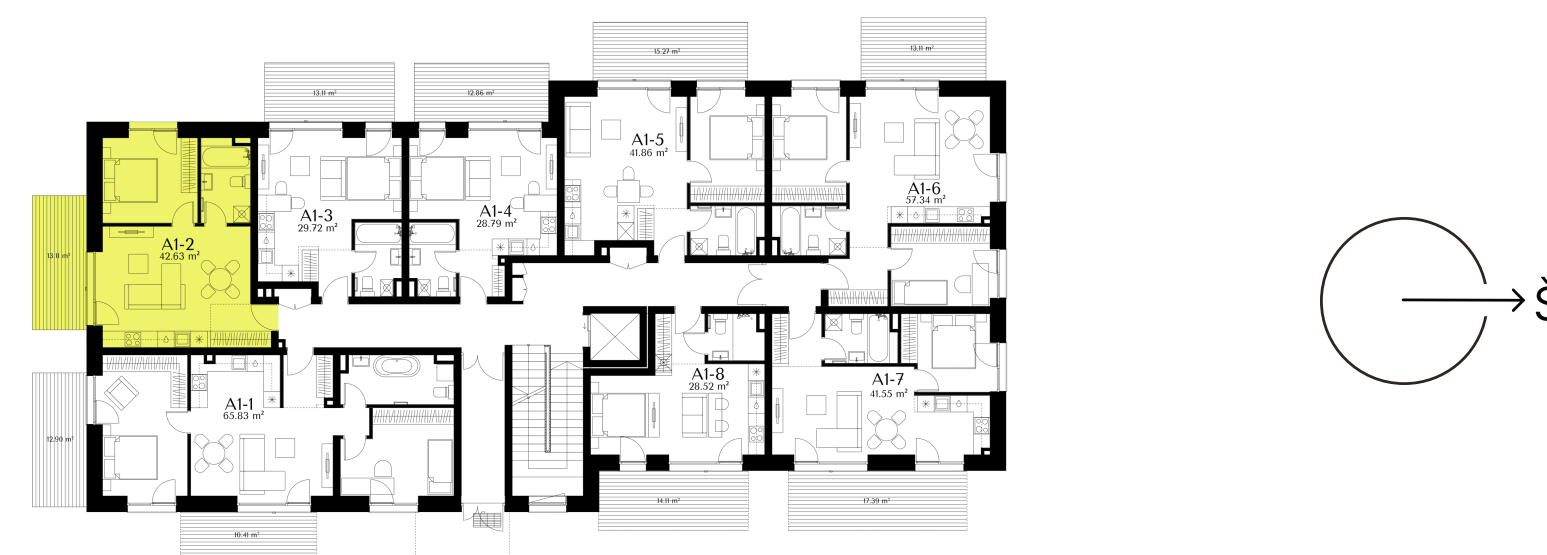 13.11 m²
15.27 m²
13.11 m²
12.86 m²
A1-5
41.86 m²
A1-6
57.34 m²
A1-3
29.72 m²
A1-4
28.79 m²
A1-2
42.63 m²
13.11 m²
Š
A1-8
28.52 m²
A1-7
41.55 m²
A1-1
65.83 m²
12.90 m²
14.11 m²
17.39 m²
10.41 m²